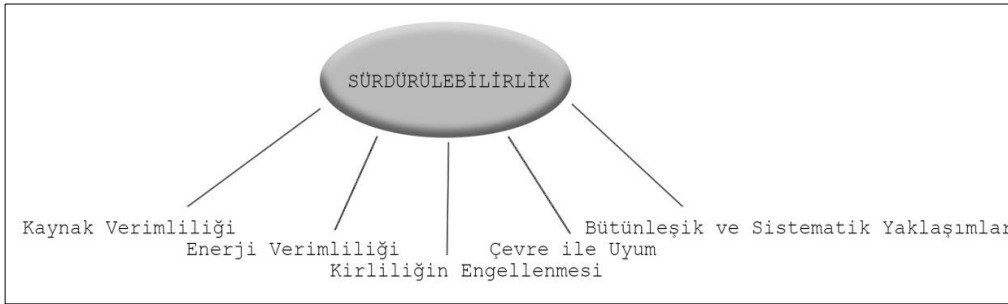 SÜRDÜRÜLEBİLİRLİK
Kaynak Verimliliği
Enerji Verimliliği
Kirliliğin Engellenmesi
Çevre ile Uyum
Bütünleşik ve Sistematik Yaklaşımlar